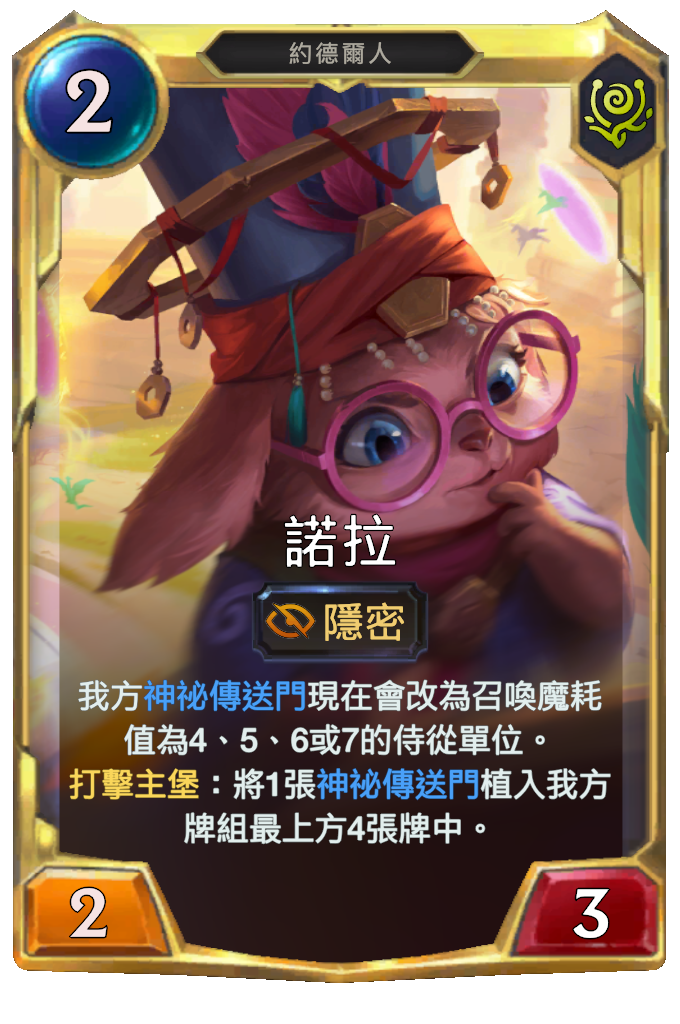 約德爾人
2
諾拉
隱密
我方神祕傳送門現在會改為召喚魔耗
值為4、5、6或7的侍從單位。
打擊主堡：將1張神祕傳送門植入我方
牌組最上方4張牌中。
2
3